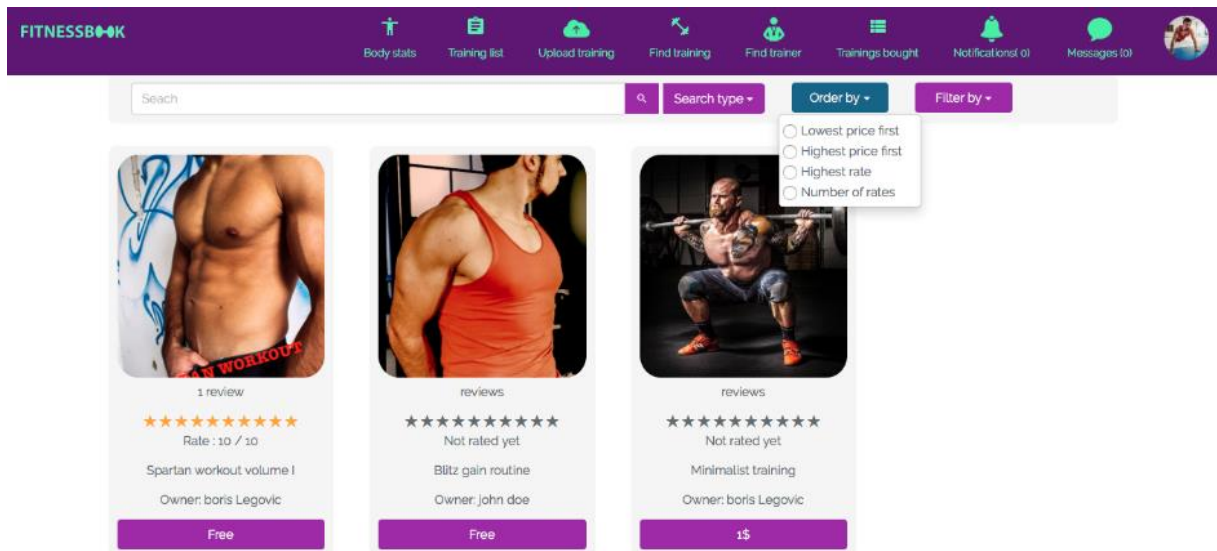 FITNESSBOOK
Body stats
Training list
Upload training
Find training
Find trainer
Trainings bought
Notifications( 0)
Messages (0)
Seach
Search type
Order by
Filter by
Lowest price first
Highest price first
Highest rate
Number of rates
AN WORKOUT
1 review
Rate : 10 / 10
Spartan workout volume I
Owner: boris Legovic
Free
reviews
Not rated yet
Blitz gain routine
Owner: john doe
Free
reviews
Not rated yet
Minimalist training
Owner: boris Legovic
1$